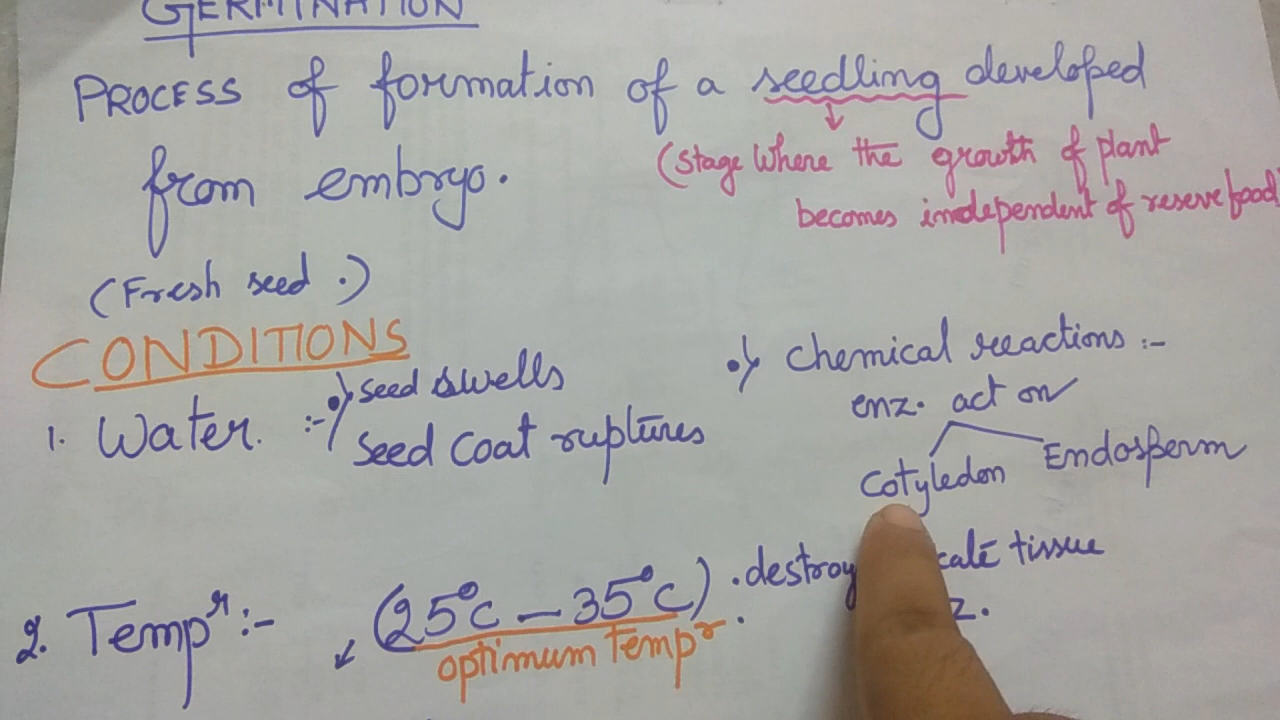 GERMINATION
PROCESS of formation of a seedling developed
from embryo.
(stage where the growth of plant
becomes independent of reserve food)
(Fresh seed.)
CONDITIONS
1. Water :- •) seed swells
seed coat ruptures
•) Chemical reactions :-
enz. act on
Cotyledon Endosperm
2. Tempr :- (25°c – 35°c)
optimum tempr.
. destroy tissue